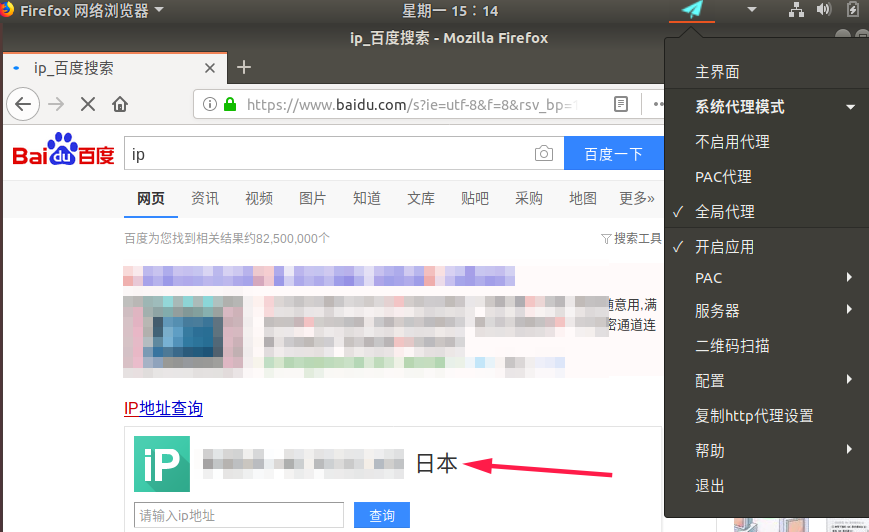 Firefox 网络浏览器
星期一 15：14
ip_百度搜索 - Mozilla Firefox
ip_百度搜索
https://www.baidu.com/s?ie=utf-8&f=8&rsv_bp=
Bai du 百度
ip
百度一下
网页 资讯 视频 图片 知道 文库 贴吧 采购 地图 更多»
百度为您找到相关结果约82,500,000个
搜索工具
随意用,满
密通道连
IP地址查询
iP
日本
请输入ip地址
查询
主界面
系统代理模式
不启用代理
PAC代理
✓ 全局代理
✓ 开启应用
PAC
服务器
二维码扫描
配置
复制http代理设置
帮助
退出